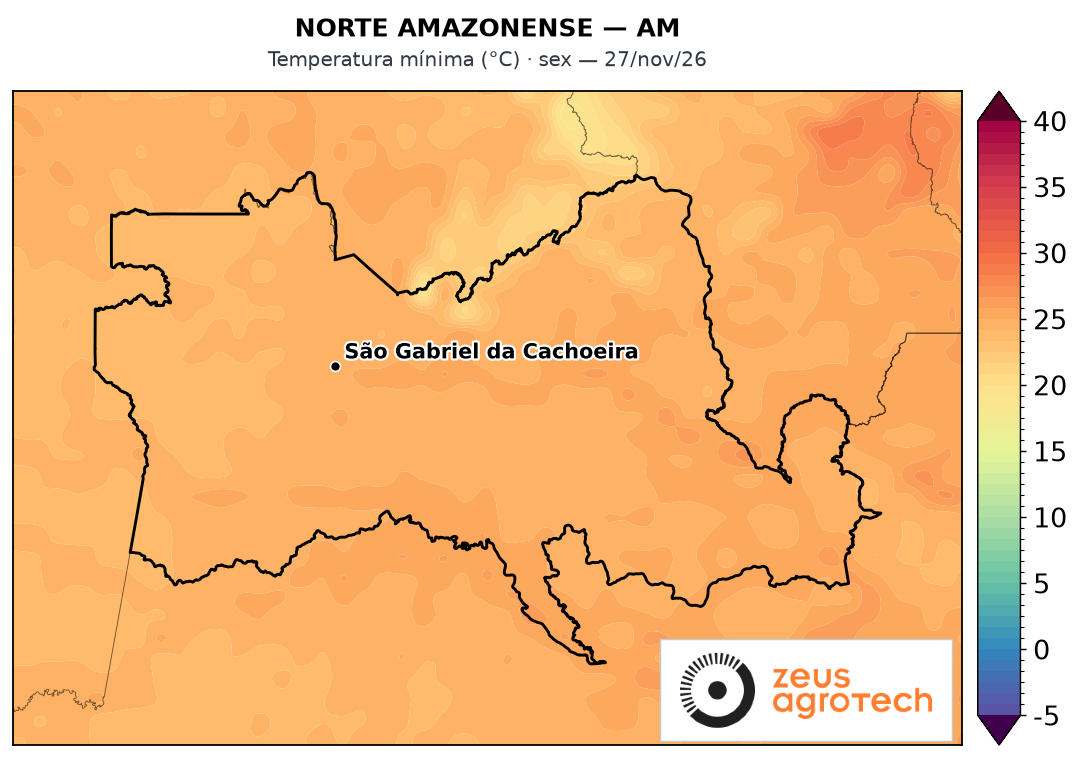 NORTE AMAZONENSE — AM
Temperatura mínima (°C) · sex — 27/nov/26
São Gabriel da Cachoeira
40
35
30
25
20
15
10
5
0
-5
zeus
agrotech